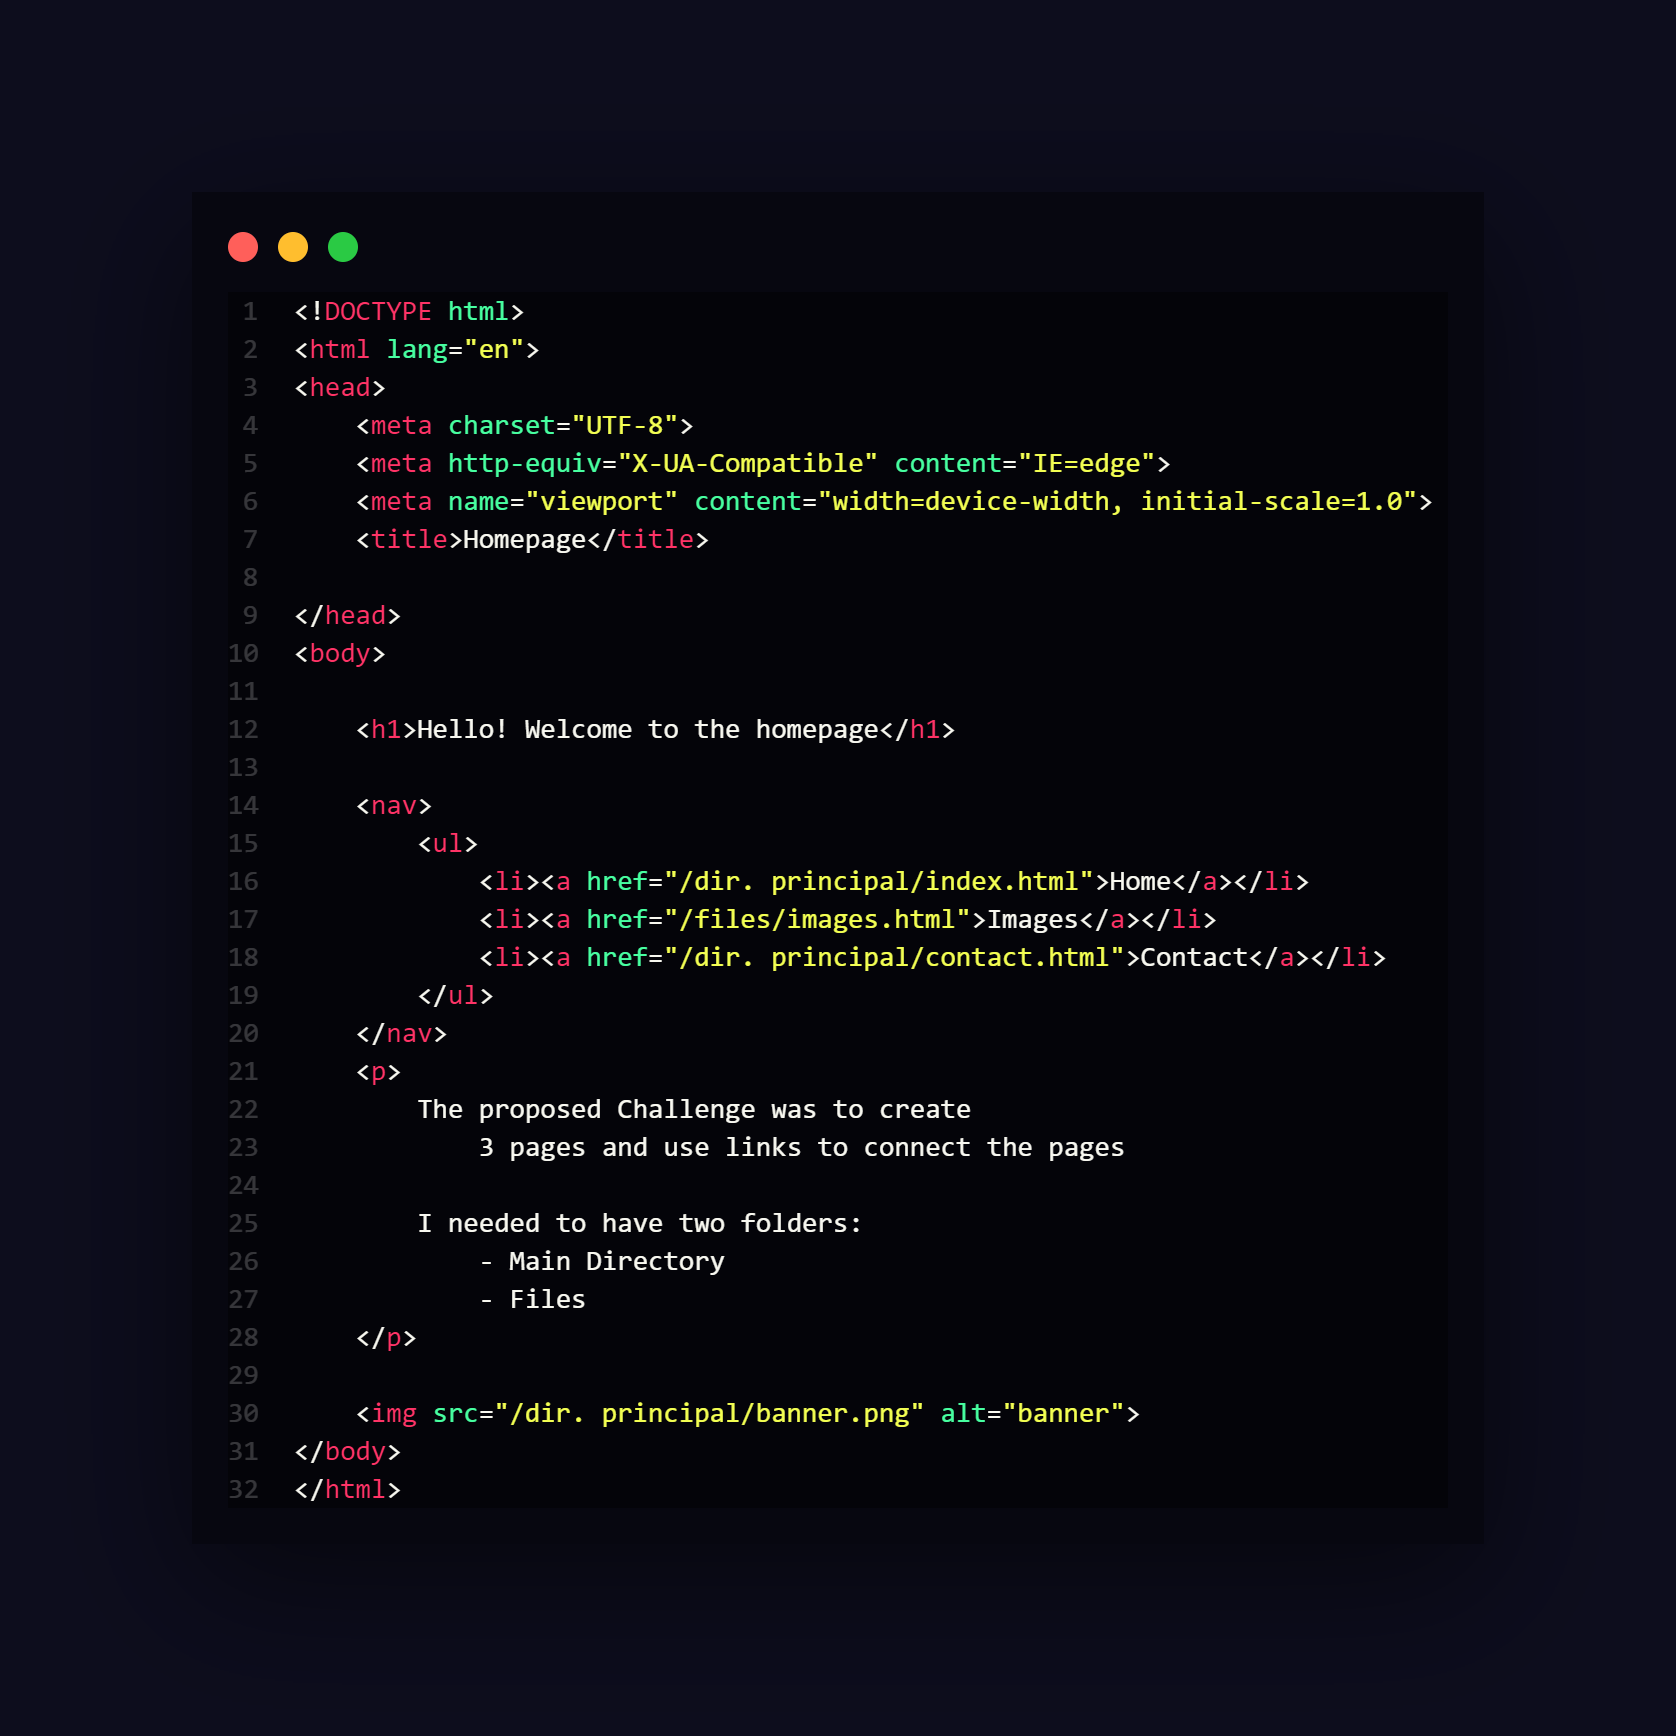 1 <!DOCTYPE html>
2 <html lang="en">
3 <head>
4     <meta charset="UTF-8">
5     <meta http-equiv="X-UA-Compatible" content="IE=edge">
6     <meta name="viewport" content="width=device-width, initial-scale=1.0">
7     <title>Homepage</title>
8
9 </head>
10 <body>
11
12     <h1>Hello! Welcome to the homepage</h1>
13
14     <nav>
15         <ul>
16             <li><a href="/dir. principal/index.html">Home</a></li>
17             <li><a href="/files/images.html">Images</a></li>
18             <li><a href="/dir. principal/contact.html">Contact</a></li>
19         </ul>
20     </nav>
21     <p>
22         The proposed Challenge was to create
23             3 pages and use links to connect the pages
24
25         I needed to have two folders:
26             - Main Directory
27             - Files
28     </p>
29
30     <img src="/dir. principal/banner.png" alt="banner">
31 </body>
32 </html>